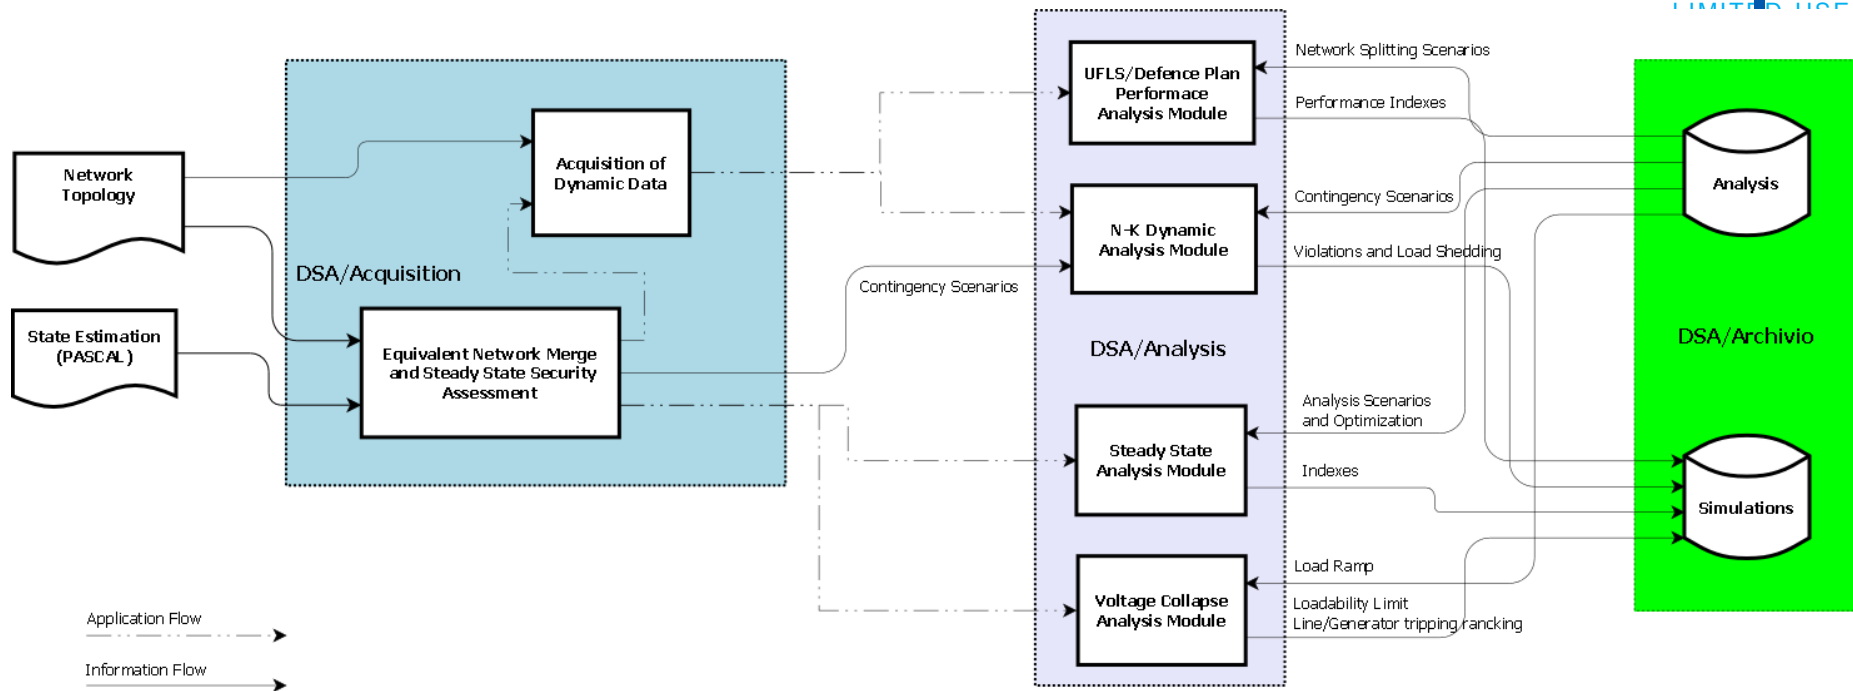 LIMITED USE
Network
Topology
State Estimation
(PASCAL)
DSA/Acquisition
Acquisition of
Dynamic Data
Equivalent Network Merge
and Steady State Security
Assessment
Contingency Scenarios
UFLS/Defence Plan
Performace
Analysis Module
N-K Dynamic
Analysis Module
DSA/Analysis
Steady State
Analysis Module
Voltage Collapse
Analysis Module
Network Splitting Scenarios
Performance Indexes
Contingency Scenarios
Violations and Load Shedding
Analysis Scenarios
and Optimization
Indexes
Load Ramp
Loadability Limit
Line/Generator tripping rancking
Analysis
DSA/Archivio
Simulations
Application Flow
Information Flow